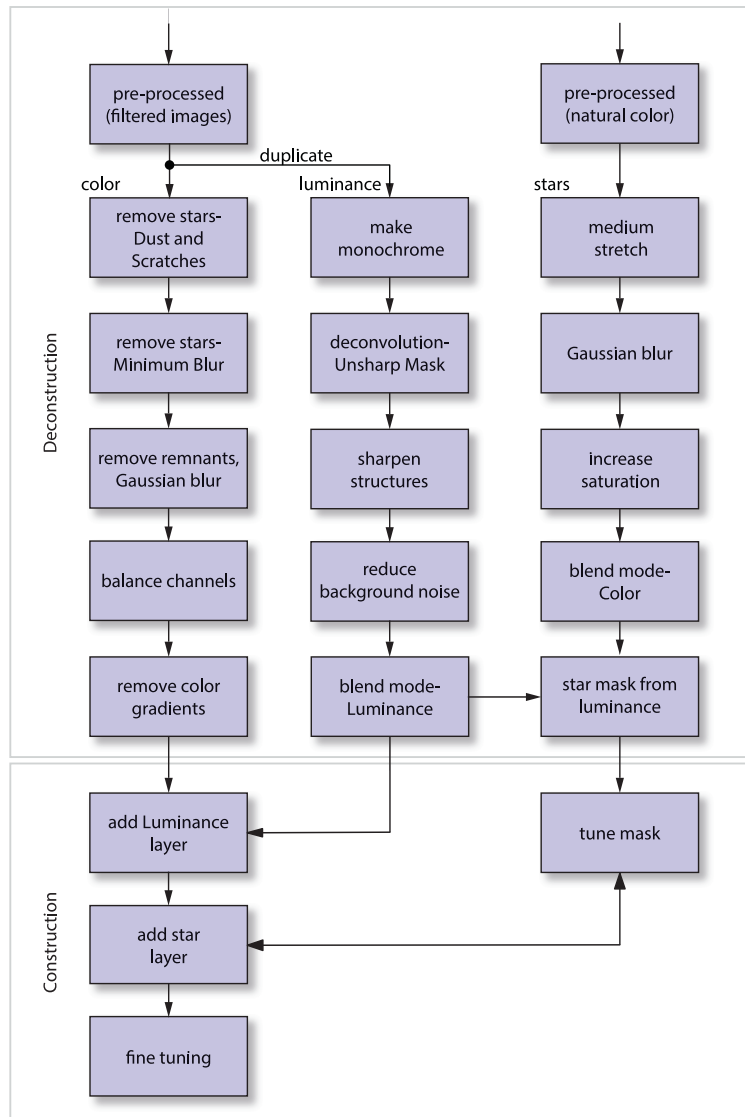 pre-processed
(filtered images)
pre-processed
(natural color)
duplicate
color
luminance
stars
remove stars-
Dust and
Scratches
make
monochrome
medium
stretch
remove stars-
Minimum Blur
deconvolution-
Unsharp Mask
Gaussian blur
Deconstruction
remove remnants,
Gaussian blur
sharpen
structures
increase
saturation
balance channels
reduce
background noise
blend mode-
Color
remove color
gradients
blend mode-
Luminance
star mask from
luminance
add Luminance
layer
tune mask
Construction
add star
layer
fine tuning